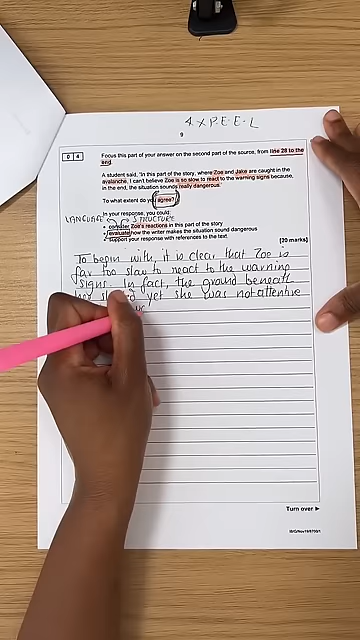 4 x P.E.E.L
9
0 4
Focus this part of your answer on the second part of the source, from line 28 to the
end.
A student said, 'In this part of the story, where Zoe and Jake are caught in the
avalanche, I can't believe Zoe is so slow to react to the warning signs because,
in the end, the situation sounds really dangerous.'
To what extent do you agree?
In your response, you could:
LANGUAGE STRUCTURE
• consider Zoe's reactions in this part of the story
• evaluate how the writer makes the situation sound dangerous
• support your response with references to the text.
[20 marks]
To begin with, it is clear that Zoe is
far too slow to react to the warning
signs. In fact, the ground beneath
her yet she was not attentive
Turn over ►
IB/G/Nov19/8700/1